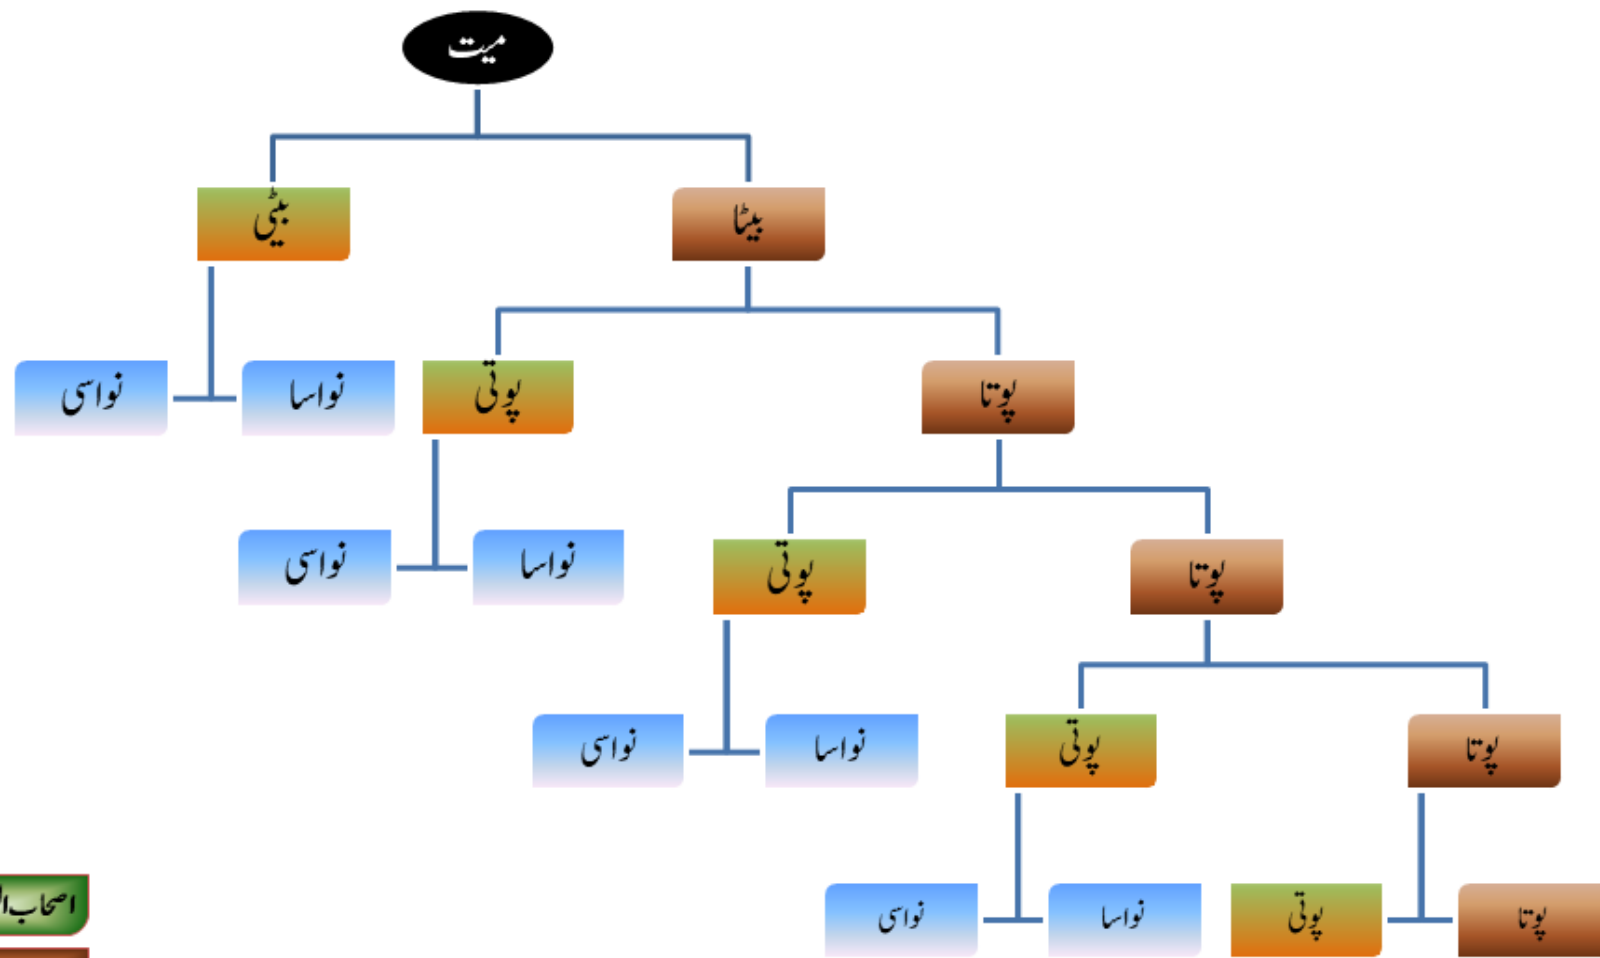 میت
بیٹا
بیٹی
پوتا
پوتی
نواسا
نواسی
پوتا
پوتی
نواسا
نواسی
پوتا
پوتی
نواسا
نواسی
پوتا
پوتی
نواسا
نواسی
اصحاب